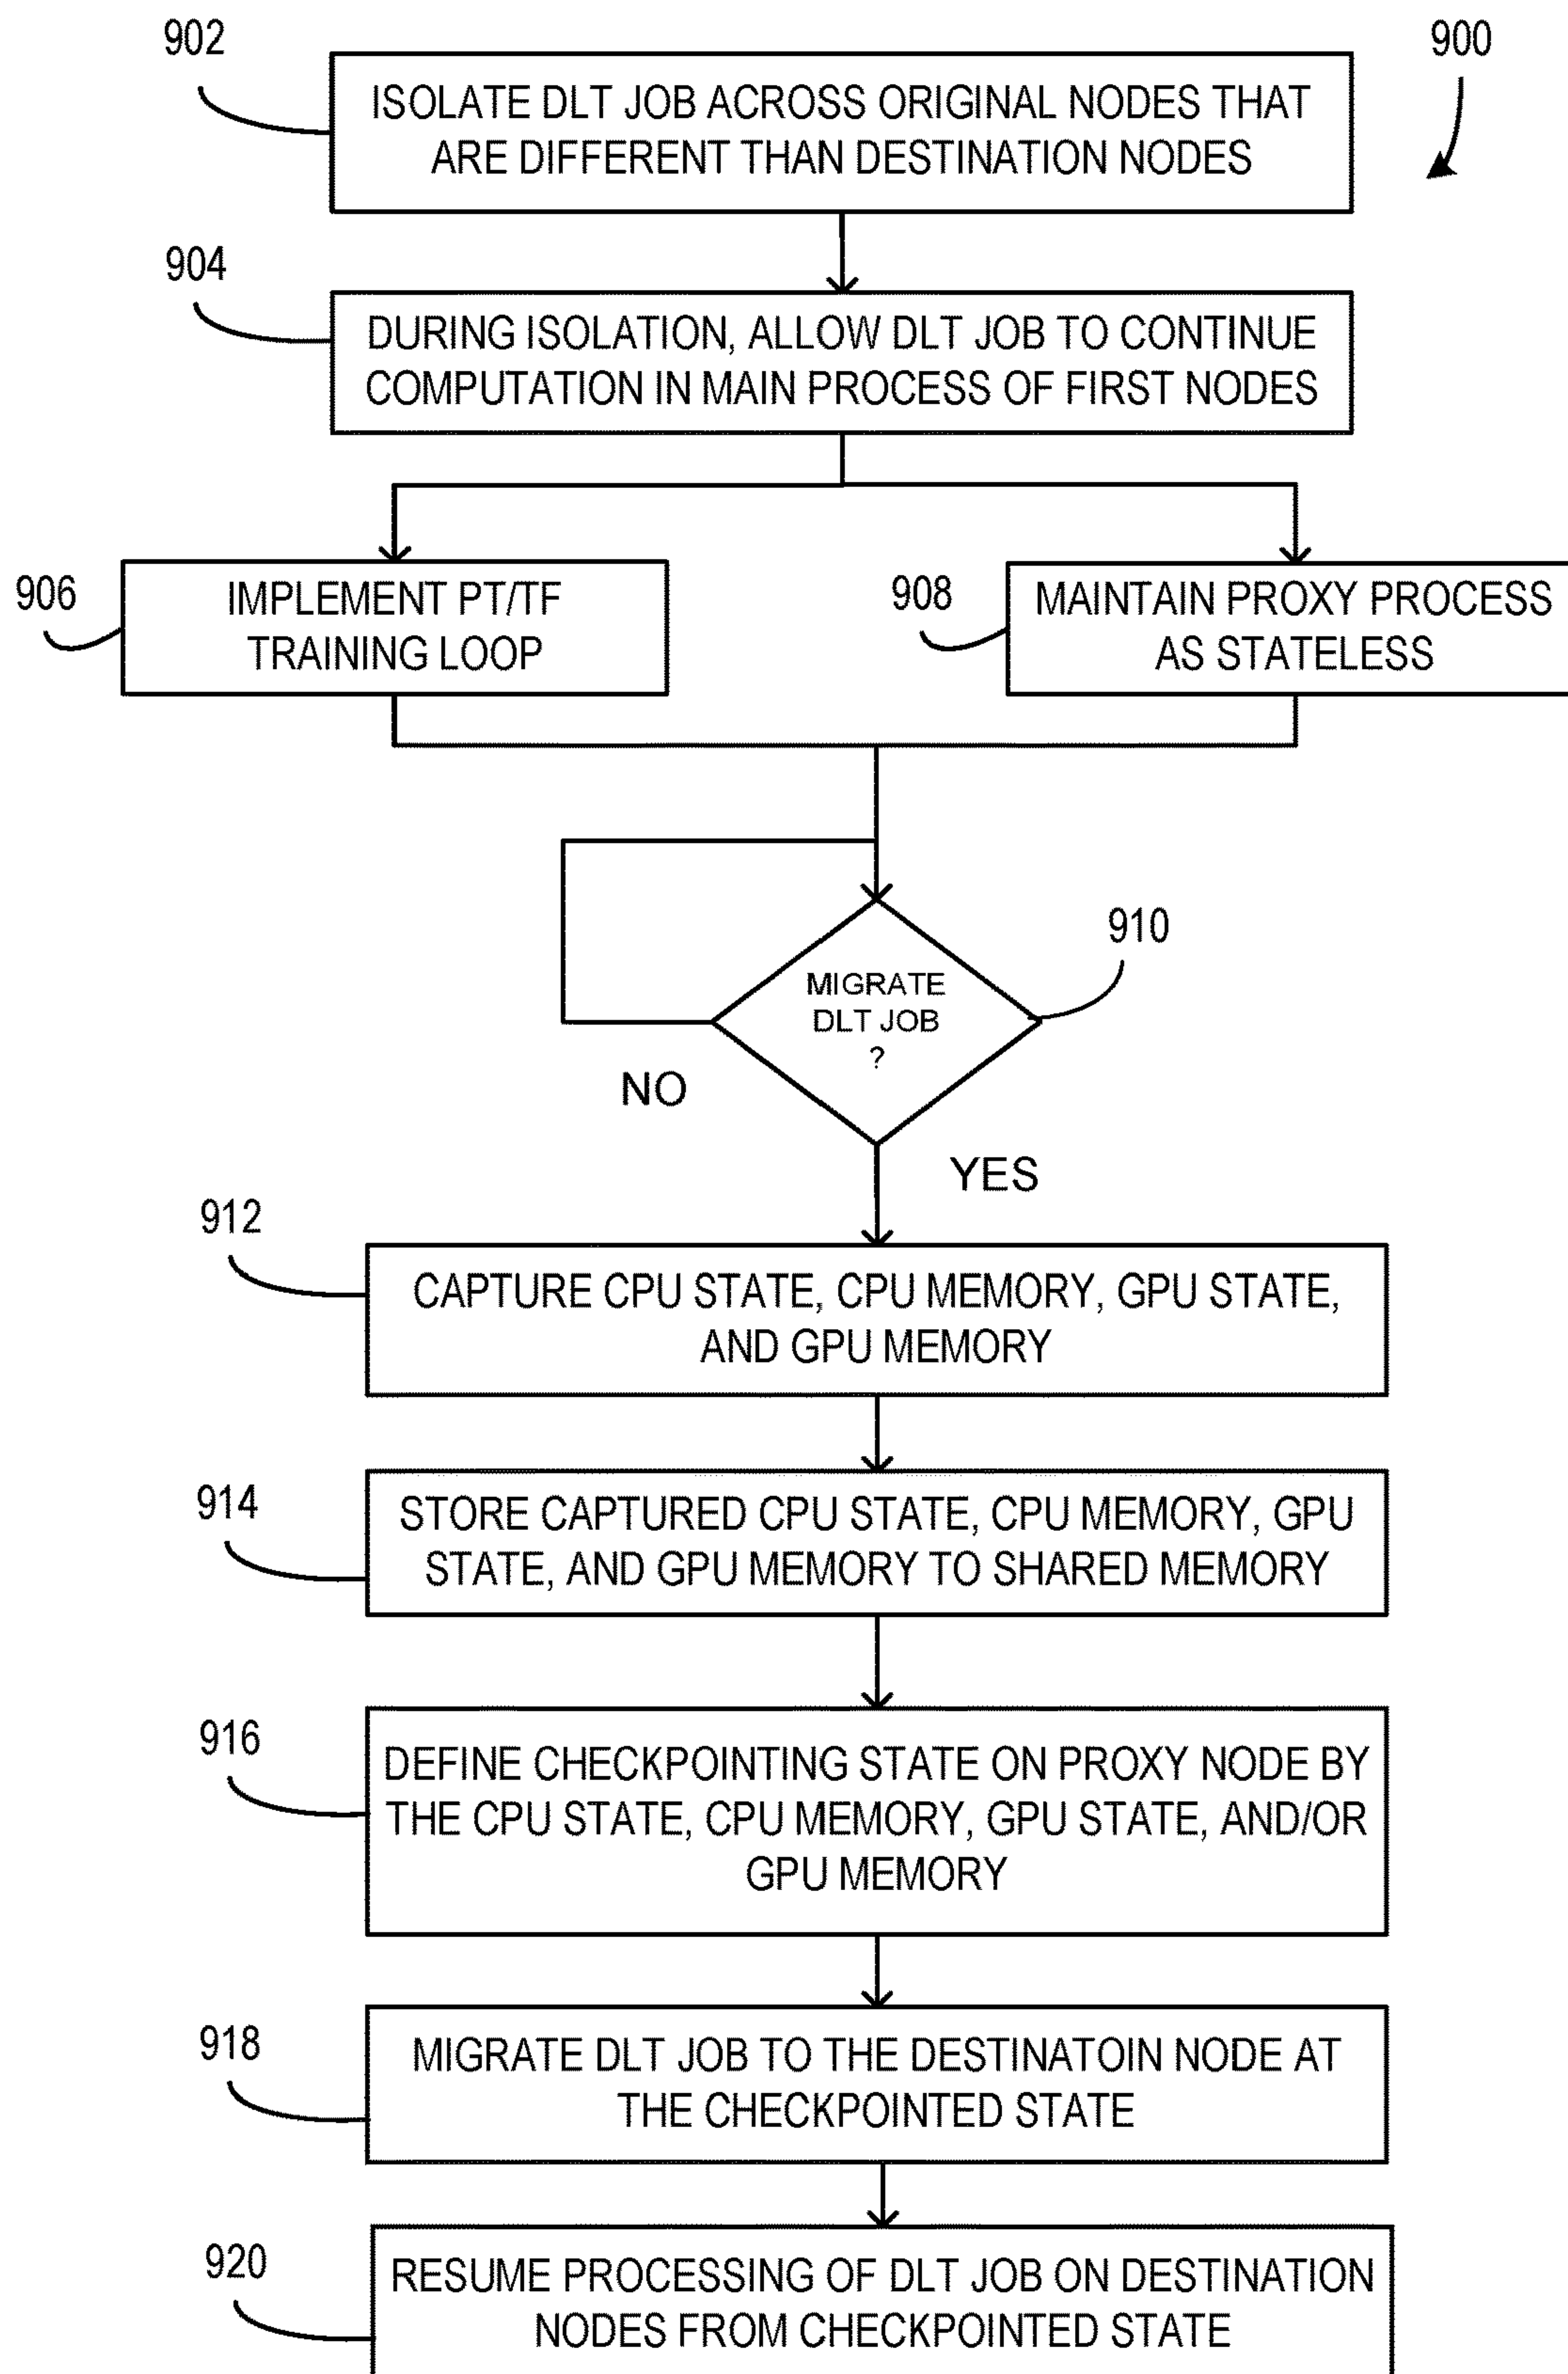 902
900
ISOLATE DLT JOB ACROSS ORIGINAL NODES THAT
ARE DIFFERENT THAN DESTINATION NODES
904
DURING ISOLATION, ALLOW DLT JOB TO CONTINUE
COMPUTATION IN MAIN PROCESS OF FIRST NODES
906
IMPLEMENT PT/TF
TRAINING LOOP
908
MAINTAIN PROXY PROCESS
AS STATELESS
910
MIGRATE
DLT JOB
?
NO
YES
912
CAPTURE CPU STATE, CPU MEMORY, GPU STATE,
AND GPU MEMORY
914
STORE CAPTURED CPU STATE, CPU MEMORY, GPU
STATE, AND GPU MEMORY TO SHARED MEMORY
916
DEFINE CHECKPOINTING STATE ON PROXY NODE BY
THE CPU STATE, CPU MEMORY, GPU STATE, AND/OR
GPU MEMORY
918
MIGRATE DLT JOB TO THE DESTINATOIN NODE AT
THE CHECKPOINTED STATE
920
RESUME PROCESSING OF DLT JOB ON DESTINATION
NODES FROM CHECKPOINTED STATE